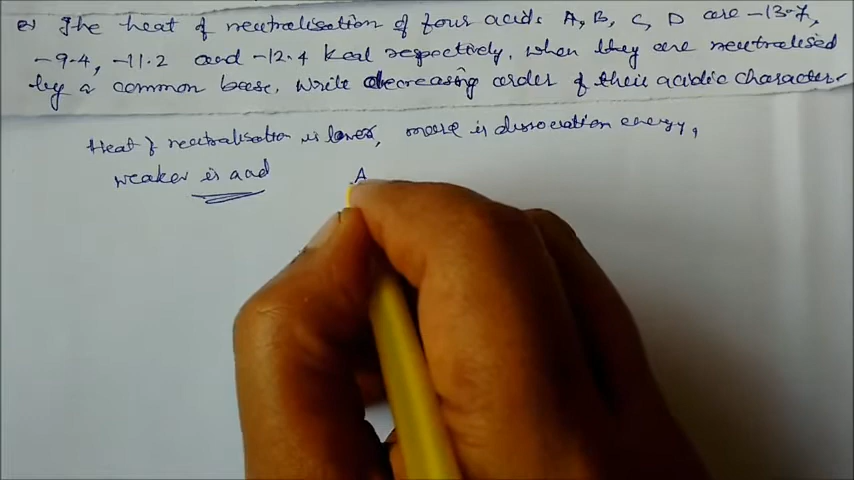 Q) The heat of neutralisation of four acids A, B, C, D are -13.7,
-9.4, -11.2 and -12.4 Kcal respectively, when they are neutralised
by a common base. Write decreasing order of their acidic character.
Heat of neutralisation is lower, more is dissociation energy,
weaker is acid
A